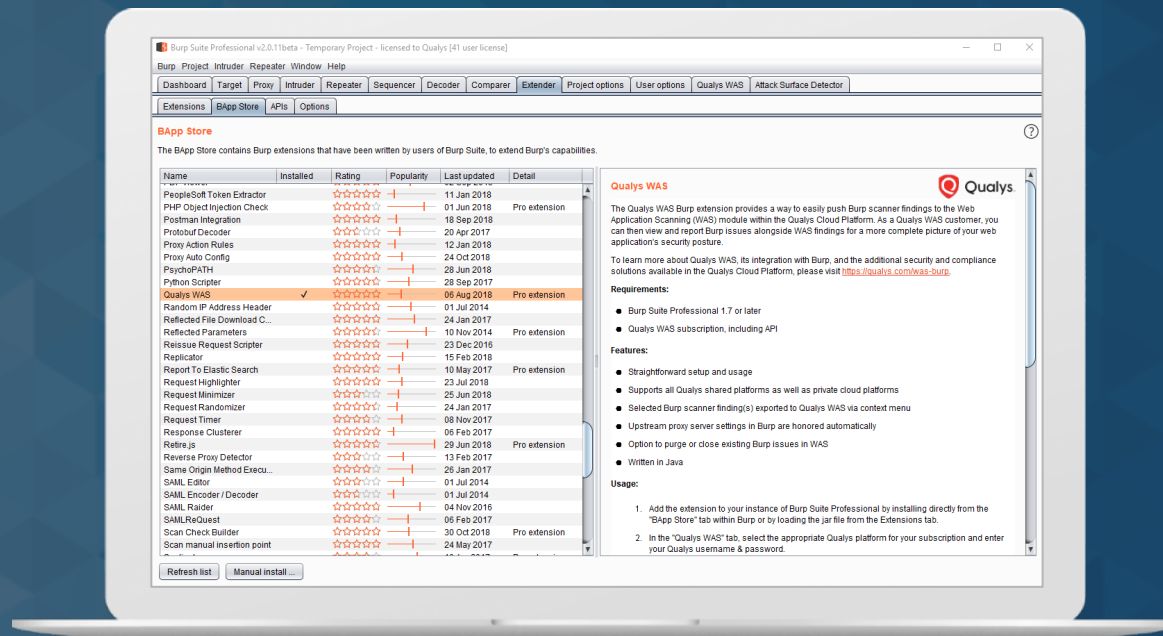 Burp Suite Professional v2.0.11beta - Temporary Project - licensed to Qualys [41 user license]
Burp Project Intruder Repeater Window Help
Dashboard Target Proxy Intruder Repeater Sequencer Decoder Comparer Extender Project options User options Qualys WAS Attack Surface Detector
Extensions BApp Store APIs Options
BApp Store
?
The BApp Store contains Burp extensions that have been written by users of Burp Suite, to extend Burp's capabilities.
Name Installed Rating Popularity Last updated Detail
PeopleSoft Token Extractor 11 Jan 2018
PHP Object Injection Check 01 Jun 2018 Pro extension
Postman Integration 18 Sep 2018
Protobuf Decoder 20 Apr 2017
Proxy Action Rules 12 Jan 2018
Proxy Auto Config 24 Oct 2018
PsychoPATH 28 Jun 2018
Python Scripter 28 Sep 2017
Qualys WAS ✓ 06 Aug 2018 Pro extension
Random IP Address Header 01 Jul 2014
Reflected File Download C... 24 Jan 2017
Reflected Parameters 10 Nov 2014 Pro extension
Reissue Request Scripter 23 Dec 2016
Replicator 15 Feb 2018
Report To Elastic Search 10 May 2017 Pro extension
Request Highlighter 23 Jul 2018
Request Minimizer 25 Jun 2018
Request Randomizer 24 Jan 2017
Request Timer 08 Nov 2017
Response Clusterer 06 Feb 2017
Retire.js 29 Jun 2018 Pro extension
Reverse Proxy Detector 13 Feb 2017
Same Origin Method Execu... 26 Jan 2017
SAML Editor 01 Jul 2014
SAML Encoder / Decoder 01 Jul 2014
SAML Raider 04 Nov 2016
SAMLReQuest 06 Feb 2017
Scan Check Builder 30 Oct 2018 Pro extension
Scan manual insertion point 24 May 2017
Refresh list Manual install ...
Qualys WAS
Qualys.
The Qualys WAS Burp extension provides a way to easily push Burp scanner findings to the Web
Application Scanning (WAS) module within the Qualys Cloud Platform. As a Qualys WAS customer, you
can then view and report Burp issues alongside WAS findings for a more complete picture of your web
application's security posture.
To learn more about Qualys WAS, its integration with Burp, and the additional security and compliance
solutions available in the Qualys Cloud Platform, please visit https://qualys.com/was-burp.
Requirements:
● Burp Suite Professional 1.7 or later
● Qualys WAS subscription, including API
Features:
● Straightforward setup and usage
● Supports all Qualys shared platforms as well as private cloud platforms
● Selected Burp scanner finding(s) exported to Qualys WAS via context menu
● Upstream proxy server settings in Burp are honored automatically
● Option to purge or close existing Burp issues in WAS
● Written in Java
Usage:
1. Add the extension to your instance of Burp Suite Professional by installing directly from the
"BApp Store" tab within Burp or by loading the jar file from the Extensions tab.
2. In the "Qualys WAS" tab, select the appropriate Qualys platform for your subscription and enter
your Qualys username & password.